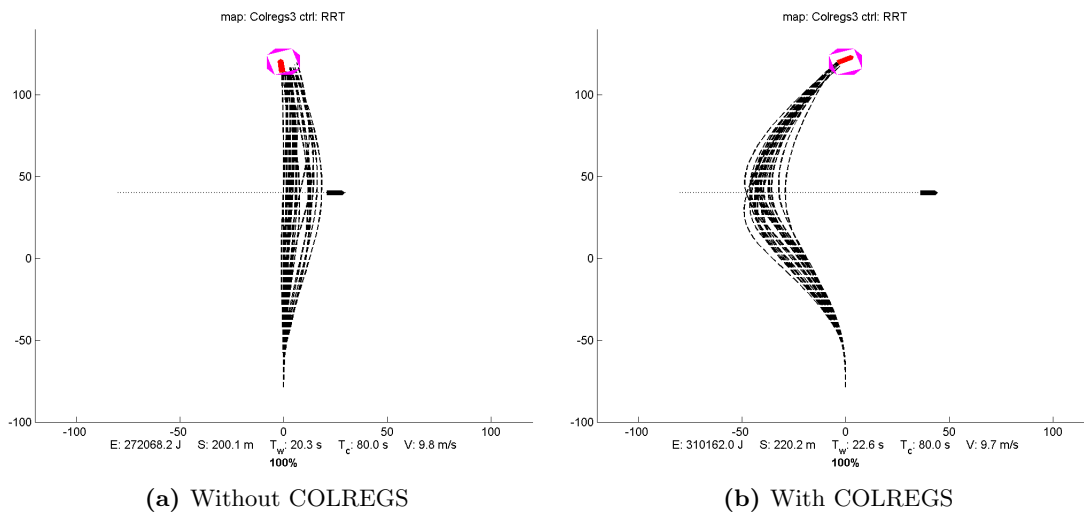 map: Colregs3 ctrl: RRT
100
50
0
-50
-100
-100 -50 0 50 100
E: 272068.2 J S: 200.1 m T_w: 20.3 s T_c: 80.0 s V: 9.8 m/s
100%
(a) Without COLREGS
map: Colregs3 ctrl: RRT
100
50
0
-50
-100
-100 -50 0 50 100
E: 310162.0 J S: 220.2 m T_w: 22.6 s T_c: 80.0 s V: 9.7 m/s
100%
(b) With COLREGS